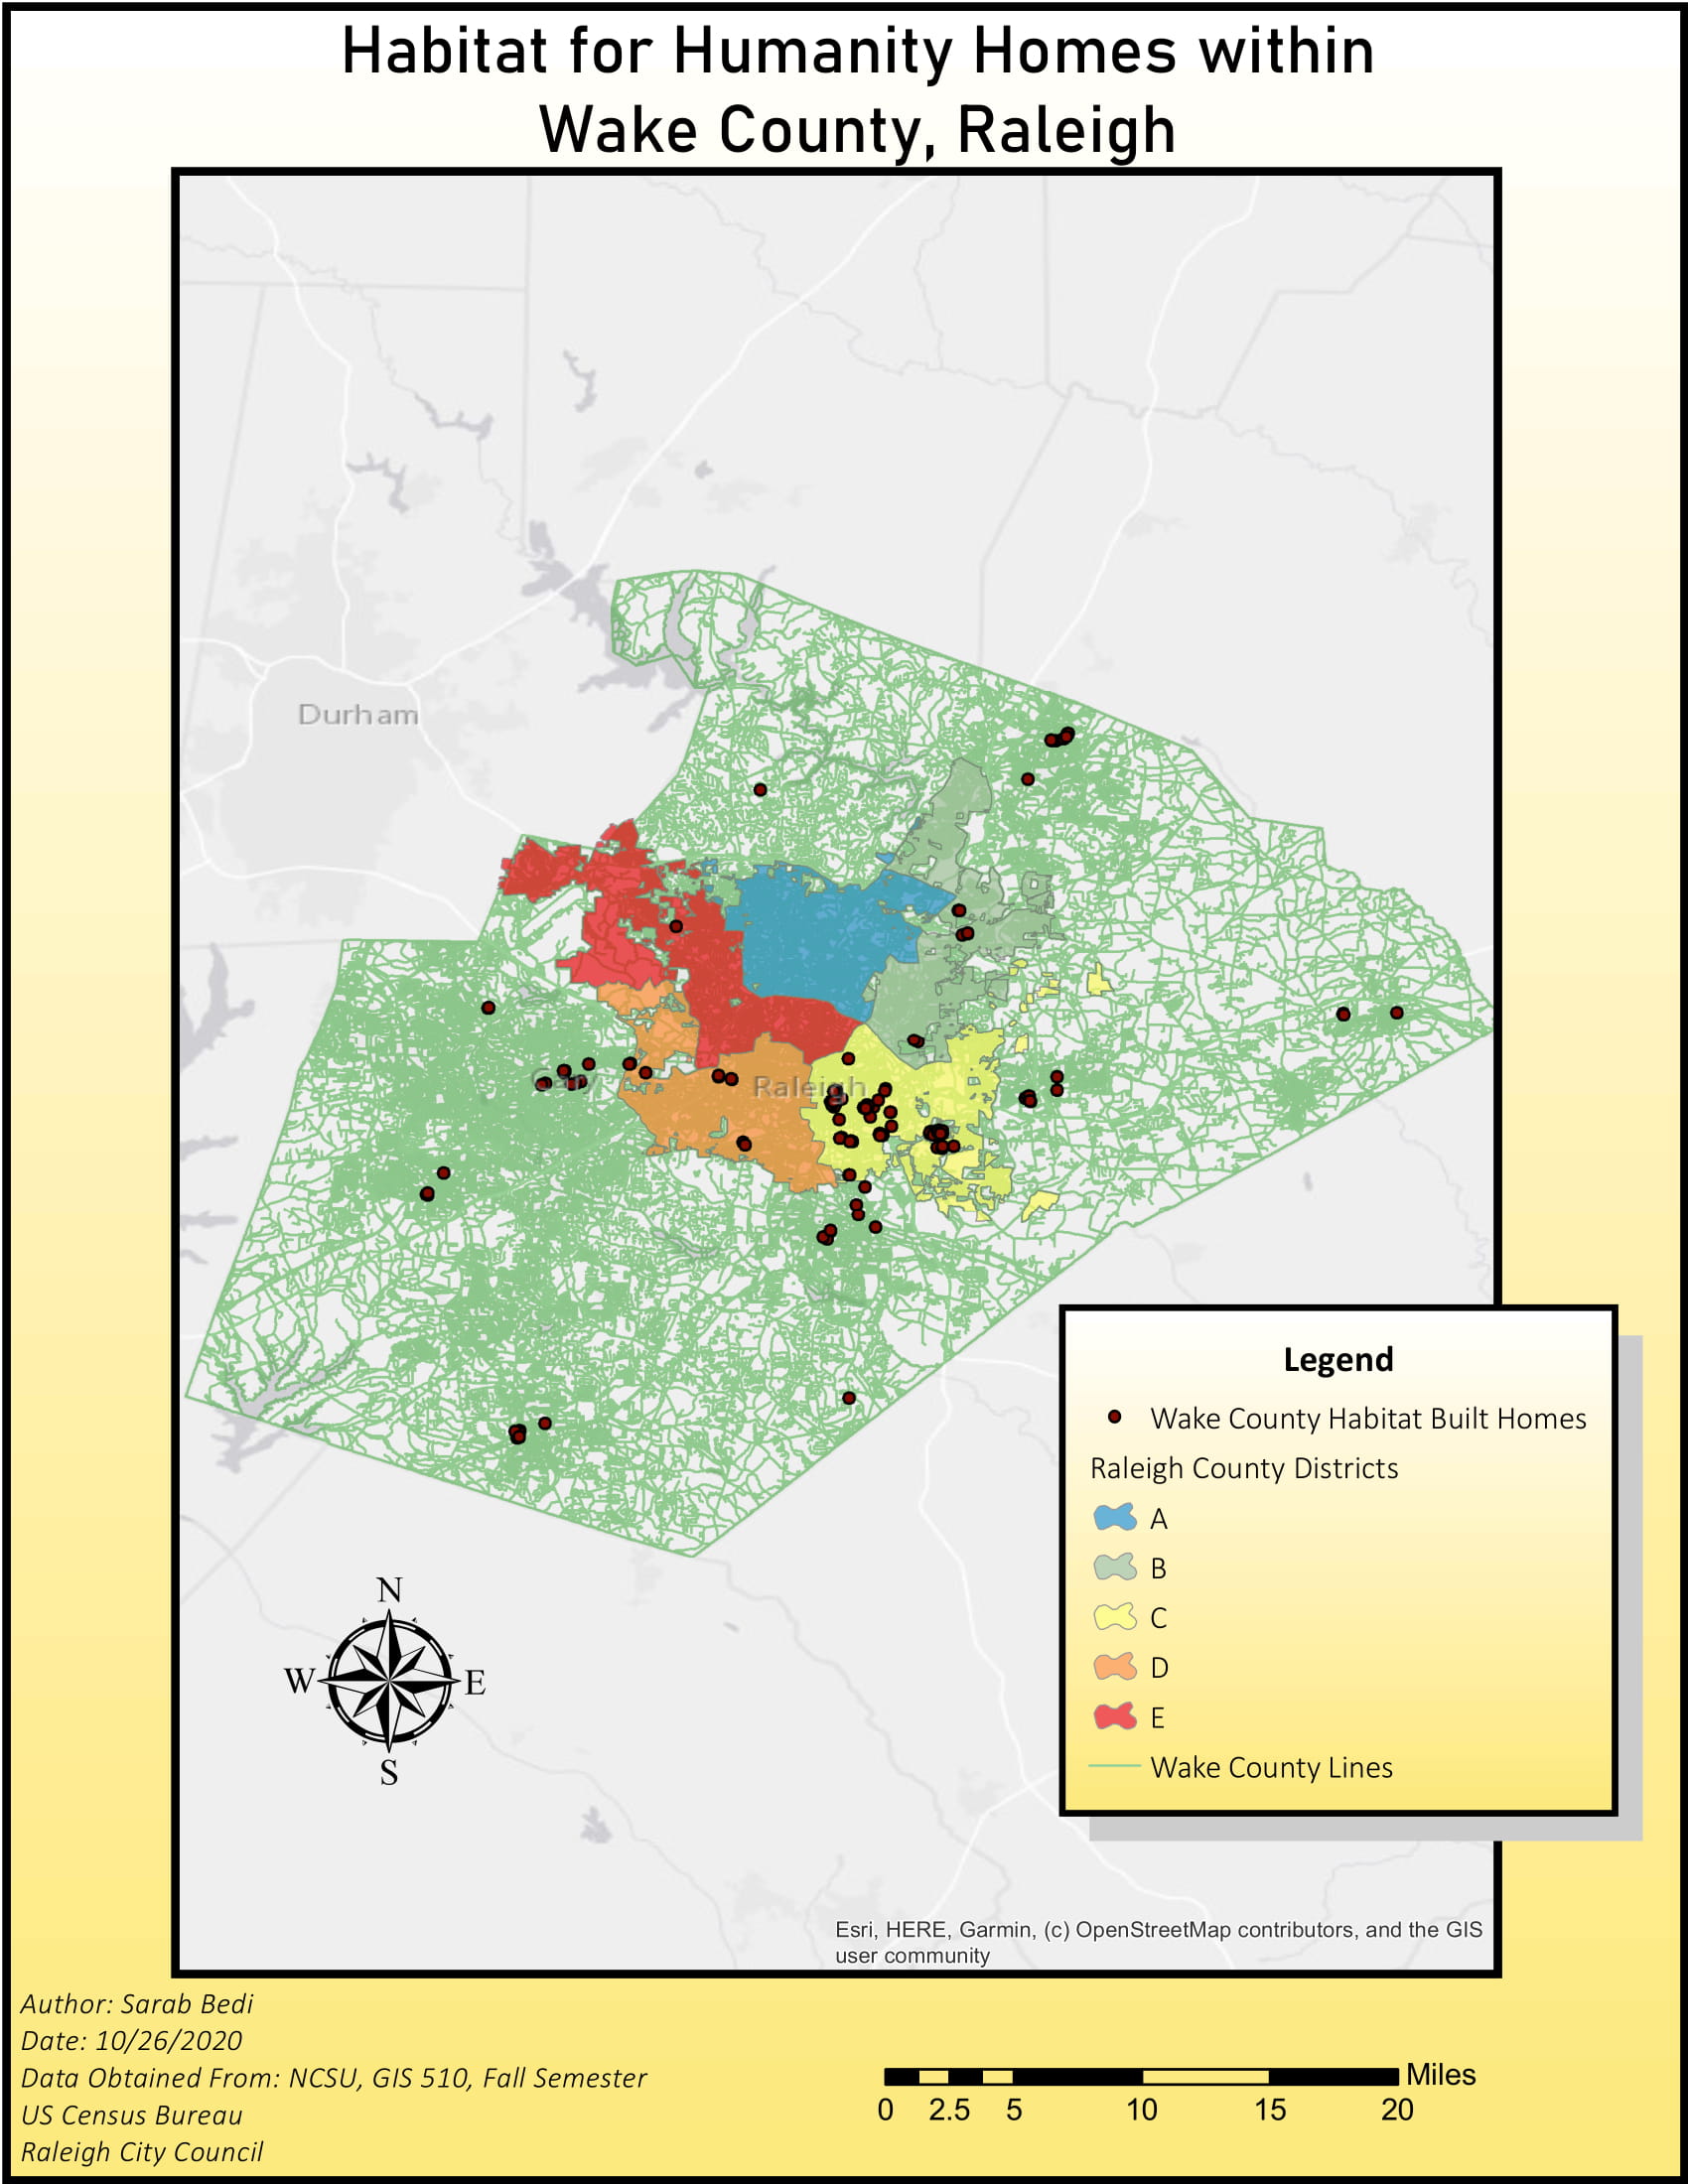 Habitat for Humanity Homes within
Wake County, Raleigh
Durham
Cary
Raleigh
Legend
Wake County Habitat Built Homes
Raleigh County Districts
A
B
C
D
E
Wake County Lines
N
W E
S
Esri, HERE, Garmin, (c) OpenStreetMap contributors, and the GIS
user community
Author: Sarab Bedi
Date: 10/26/2020
Data Obtained From: NCSU, GIS 510, Fall Semester
US Census Bureau
Raleigh City Council
Miles
0 2.5 5 10 15 20